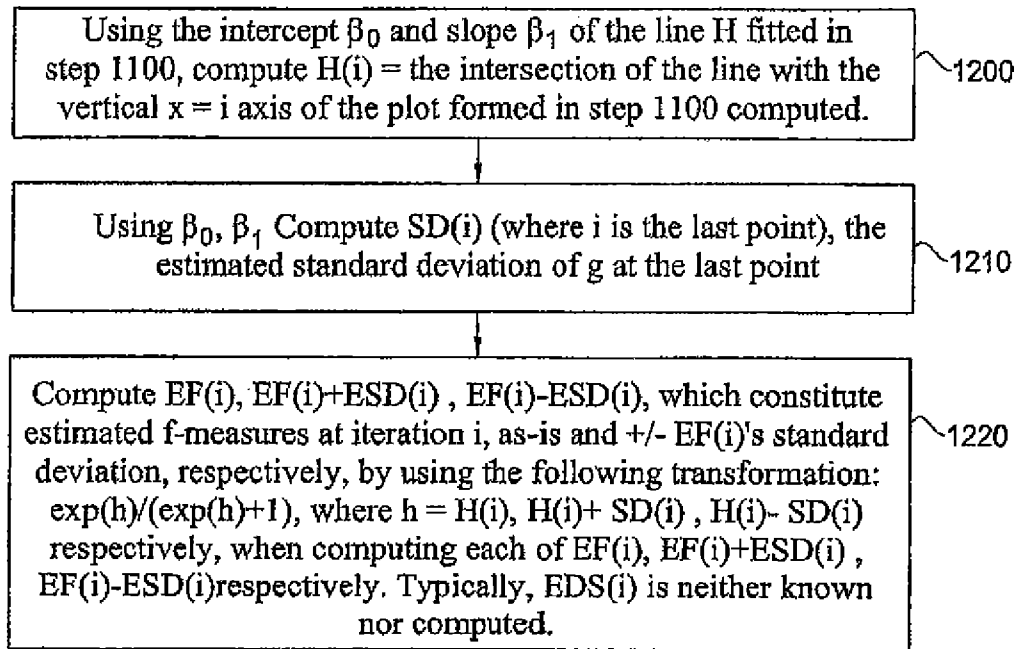 Using the intercept β₀ and slope β₁ of the line H fitted in
step 1100, compute H(i) = the intersection of the line with the
vertical x = i axis of the plot formed in step 1100 computed.
1200
Using β₀, β₁ Compute SD(i) (where i is the last point), the
estimated standard deviation of g at the last point
1210
Compute EF(i), EF(i)+ESD(i) , EF(i)-ESD(i), which constitute
estimated f-measures at iteration i, as-is and +/- EF(i)'s standard
deviation, respectively, by using the following transformation:
exp(h)/(exp(h)+1), where h = H(i), H(i)+ SD(i) , H(i)- SD(i)
respectively, when computing each of EF(i), EF(i)+ESD(i) ,
EF(i)-ESD(i)respectively. Typically, EDS(i) is neither known
nor computed.
1220